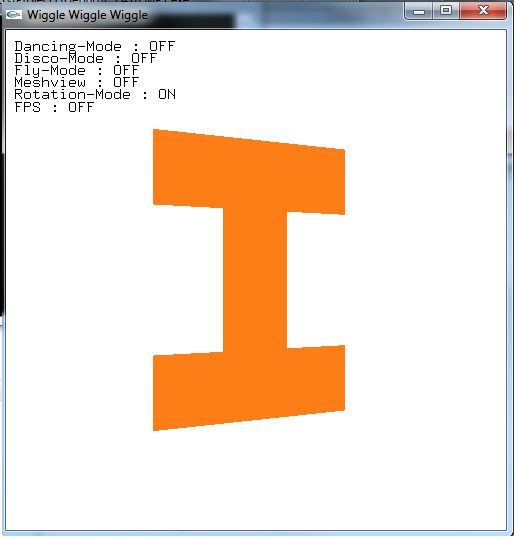 Wiggle Wiggle Wiggle
Dancing-Mode : OFF
Disco-Mode : OFF
Fly-Mode : OFF
Meshview : OFF
Rotation-Mode : ON
FPS : OFF
I